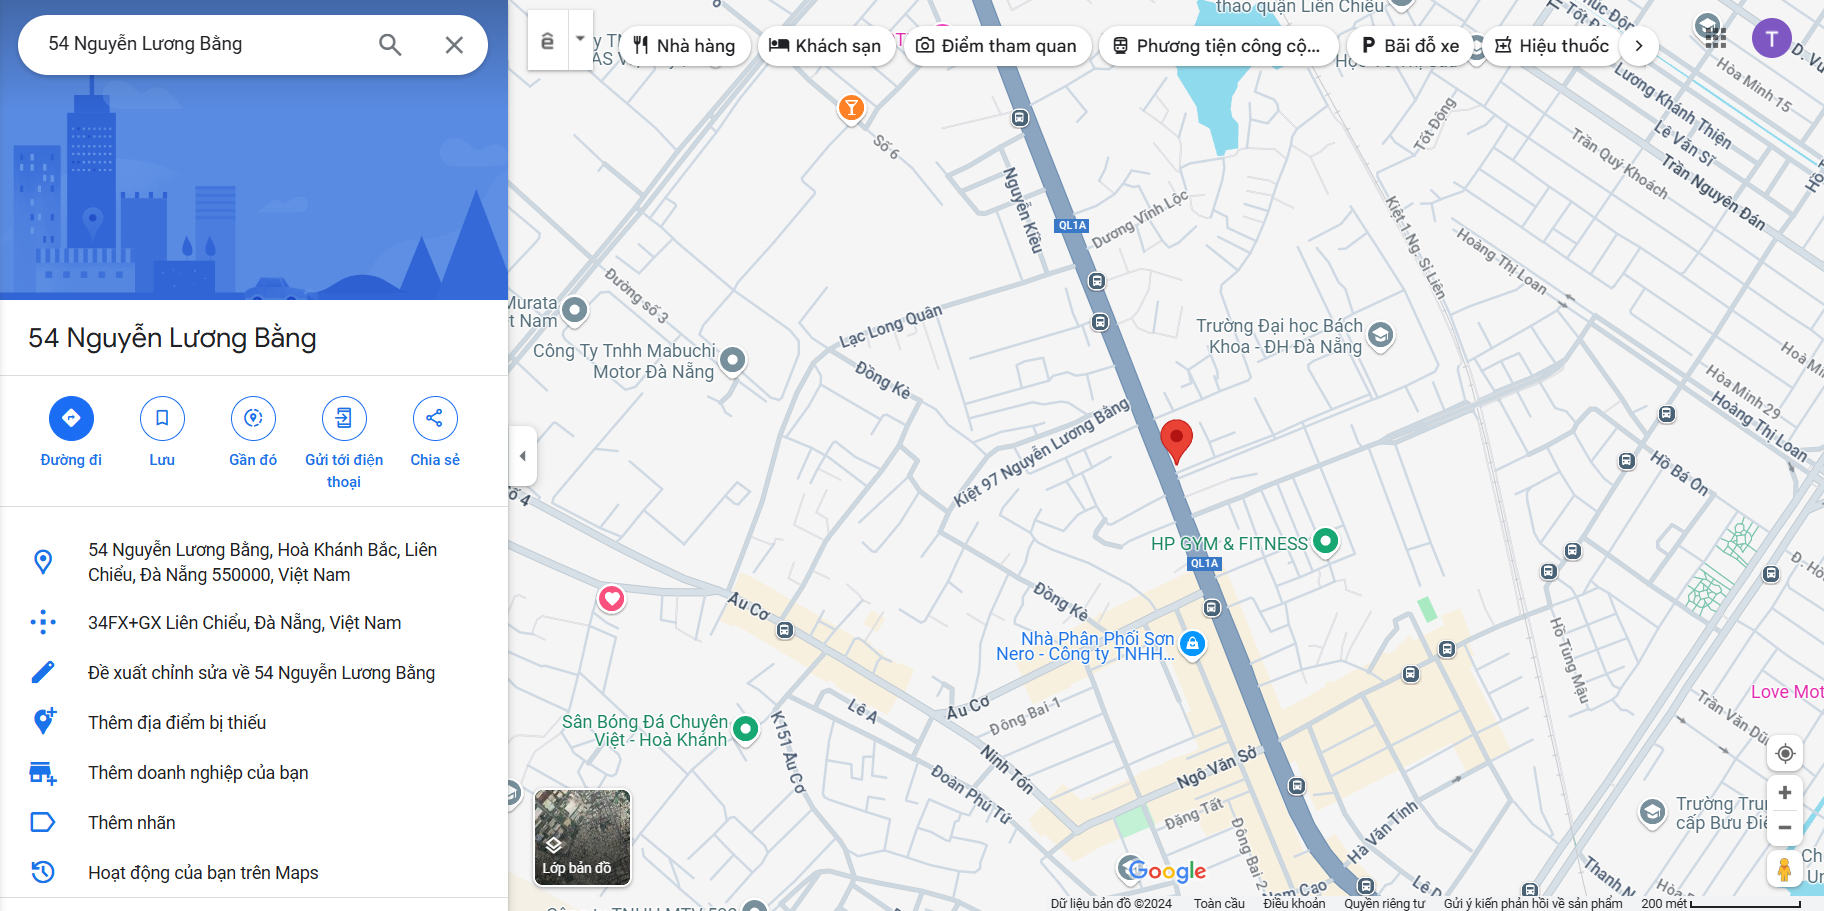 54 Nguyễn Lương Bằng
54 Nguyễn Lương Bằng
Đường đi
Lưu
Gần đó
Gửi tới điện
thoại
Chia sẻ
54 Nguyễn Lương Bằng, Hoà Khánh Bắc, Liên
Chiểu, Đà Nẵng 550000, Việt Nam
34FX+GX Liên Chiểu, Đà Nẵng, Việt Nam
Đề xuất chỉnh sửa về 54 Nguyễn Lương Bằng
Thêm địa điểm bị thiếu
Thêm doanh nghiệp của bạn
Thêm nhãn
Hoạt động của bạn trên Maps
ê
Nhà hàng
Khách sạn
Điểm tham quan
Phương tiện công cộ...
P Bãi đỗ xe
Hiệu thuốc
T
thao quận Liên Chiểu
Số 6
Nguyễn Kiều
QL1A
Dương Vĩnh Lộc
Tốt Động
Hòa Minh 15
Lương Khánh Thiện
Lê Văn Sĩ
Trần Quý Khoách
Trần Nguyên Đán
Kiệt 1 Ng. Sĩ Liên
Hoàng Thị Loan
Đường số 3
Murata
t Nam
Công Ty Tnhh Mabuchi
Motor Đà Nẵng
Lạc Long Quân
Đồng Kè
Trường Đại học Bách
Khoa - ĐH Đà Nẵng
Hoà Minh 29
Hoàng Thị Loan
Kiệt 97 Nguyễn Lương Bằng
Hồ Bá Ôn
HP GYM & FITNESS
QL1A
Âu Cơ
Đồng Kè
Nhà Phân Phối Sơn
Nero - Công ty TNHH...
Hồ Tùng Mậu
Âu Cơ
Đồng Bai 1
Lê A
Sân Bóng Đá Chuyên
Việt - Hoà Khánh
K151 Âu Cơ
Ninh Tốn
Đoàn Phú Tứ
Ngô Văn Sở
Đặng Tất
Đồng Bai 2
Hà Văn Tính
Nam Cao
Love Mot
Trần Văn Dư
Trường Tru
cấp Bưu Điệ
Lớp bản đồ
Google
Dữ liệu bản đồ ©2024
Toàn cầu
Điều khoản
Quyền riêng tư
Gửi ý kiến phản hồi về sản phẩm
200 mét